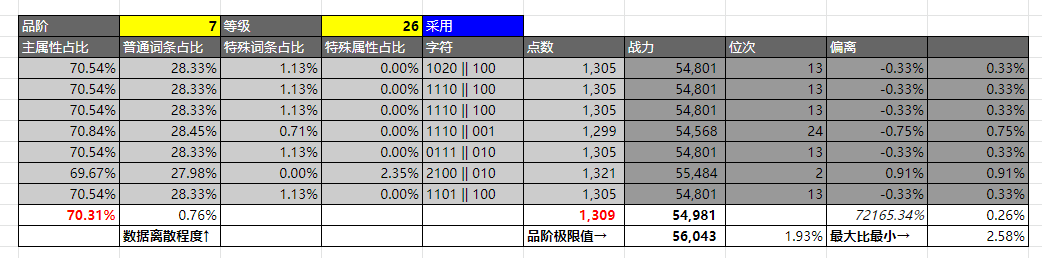 品阶 7 等级 26 采用
主属性占比 普通词条占比 特殊词条占比 特殊属性占比 字符 点数 战力 位次 偏离
70.54% 28.33% 1.13% 0.00% 1020 || 100 1,305 54,801 13 -0.33% 0.33%
70.54% 28.33% 1.13% 0.00% 1110 || 100 1,305 54,801 13 -0.33% 0.33%
70.54% 28.33% 1.13% 0.00% 1110 || 100 1,305 54,801 13 -0.33% 0.33%
70.84% 28.45% 0.71% 0.00% 1110 || 001 1,299 54,568 24 -0.75% 0.75%
70.54% 28.33% 1.13% 0.00% 0111 || 010 1,305 54,801 13 -0.33% 0.33%
69.67% 27.98% 0.00% 2.35% 2100 || 010 1,321 55,484 2 0.91% 0.91%
70.54% 28.33% 1.13% 0.00% 1101 || 100 1,305 54,801 13 -0.33% 0.33%
70.31% 0.76% 1,309 54,981 72165.34% 0.26%
数据离散程度↑ 品阶极限值→ 56,043 1.93% 最大比最小→ 2.58%